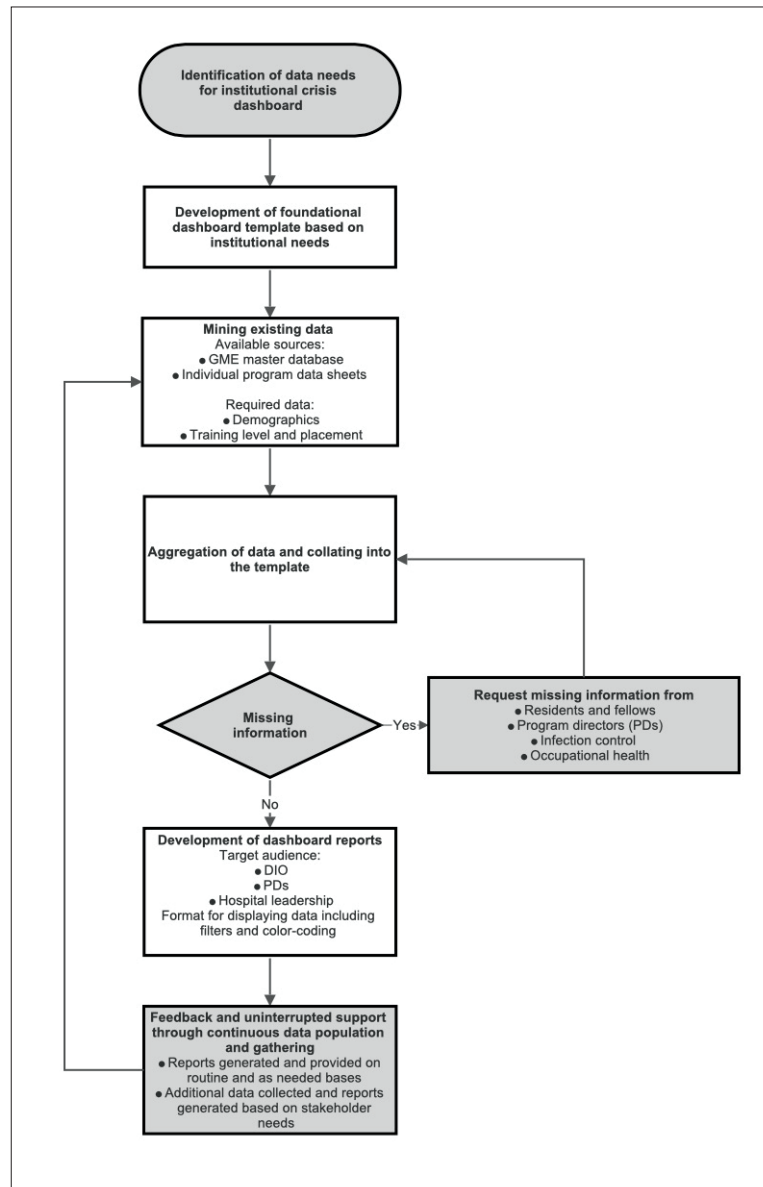 Identification of data needs
for institutional crisis
dashboard
Development of foundational
dashboard template based on
institutional needs
Mining existing data
Available sources:
● GME master database
● Individual program data sheets
Required data:
● Demographics
● Training level and placement
Aggregation of data and collating into
the template
Missing
information
Yes
Request missing information from
● Residents and fellows
● Program directors (PDs)
● Infection control
● Occupational health
No
Development of dashboard reports
Target audience:
● DIO
● PDs
● Hospital leadership
Format for displaying data including
filters and color-coding
Feedback and uninterrupted support
through continuous data population
and gathering
● Reports generated and provided on
routine and as needed bases
● Additional data collected and reports
generated based on stakeholder
needs